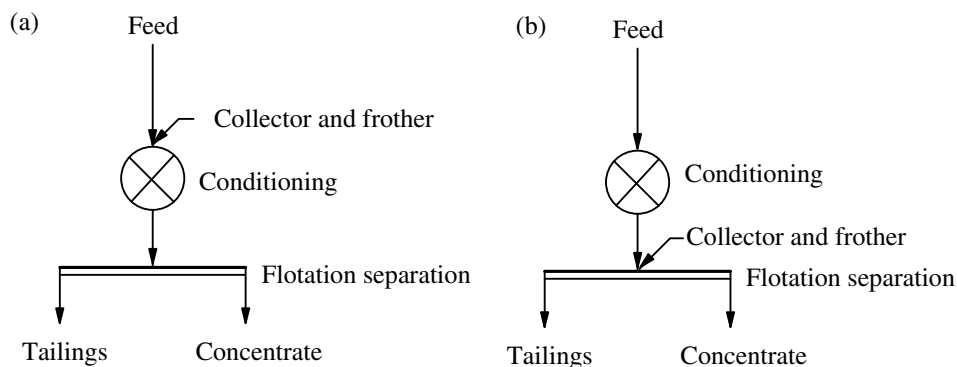 (a)
Feed
Collector and frother
Conditioning
Flotation separation
Tailings
Concentrate
(b)
Feed
Conditioning
Collector and frother
Flotation separation
Tailings
Concentrate